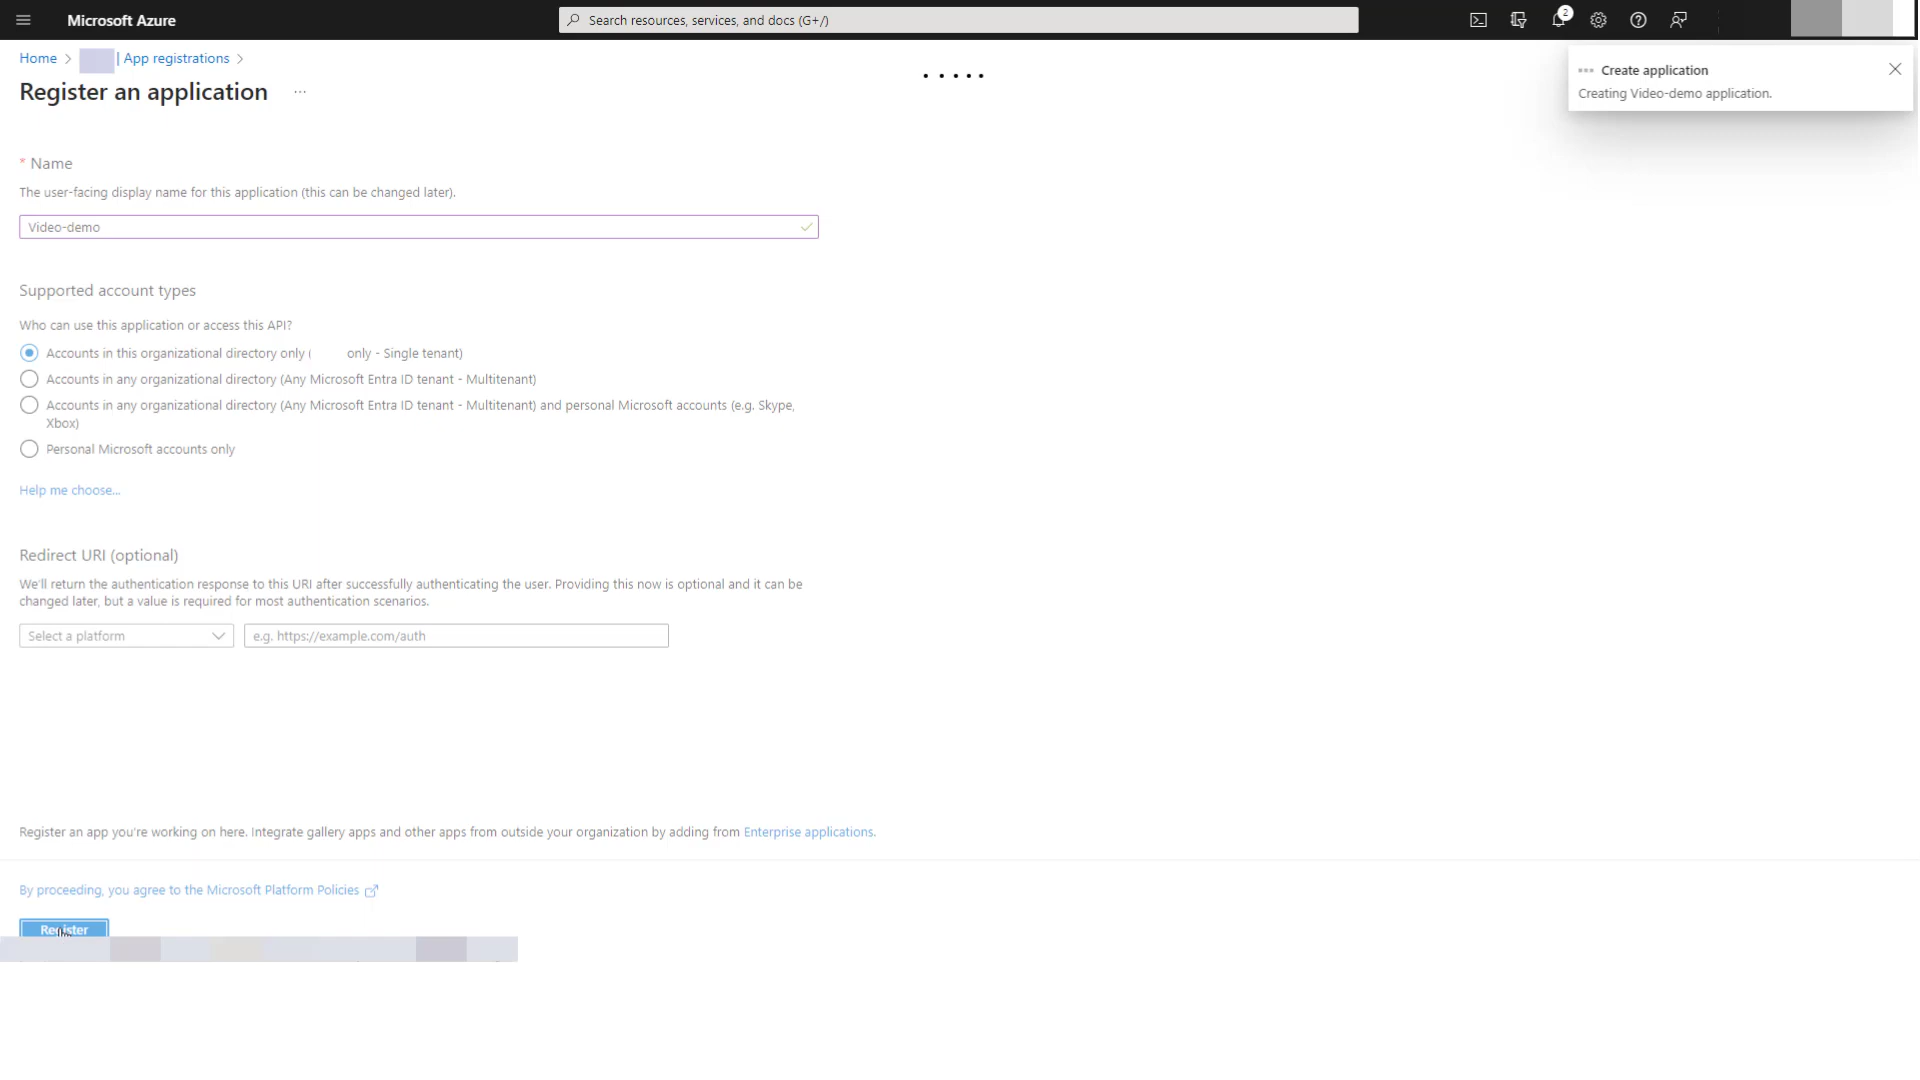 Microsoft Azure
Search resources, services, and docs (G+/)
2
Home > | App registrations >
Register an application ...
Create application
Creating Video-demo application.
* Name
The user-facing display name for this application (this can be changed later).
Video-demo
Supported account types
Who can use this application or access this API?
Accounts in this organizational directory only ( only - Single tenant)
Accounts in any organizational directory (Any Microsoft Entra ID tenant - Multitenant)
Accounts in any organizational directory (Any Microsoft Entra ID tenant - Multitenant) and personal Microsoft accounts (e.g. Skype,
Xbox)
Personal Microsoft accounts only
Help me choose...
Redirect URI (optional)
We'll return the authentication response to this URI after successfully authenticating the user. Providing this now is optional and it can be
changed later, but a value is required for most authentication scenarios.
Select a platform
e.g. https://example.com/auth
Register an app you're working on here. Integrate gallery apps and other apps from outside your organization by adding from Enterprise applications.
By proceeding, you agree to the Microsoft Platform Policies
Register